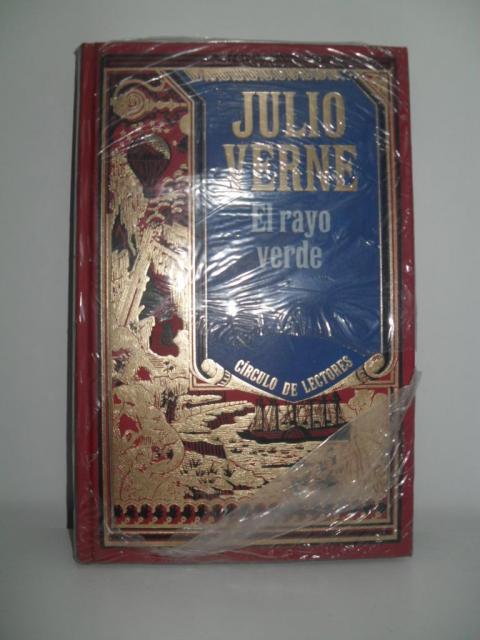 JULIO
VERNE
El rayo
verde
CÍRCULO DE LECTORES